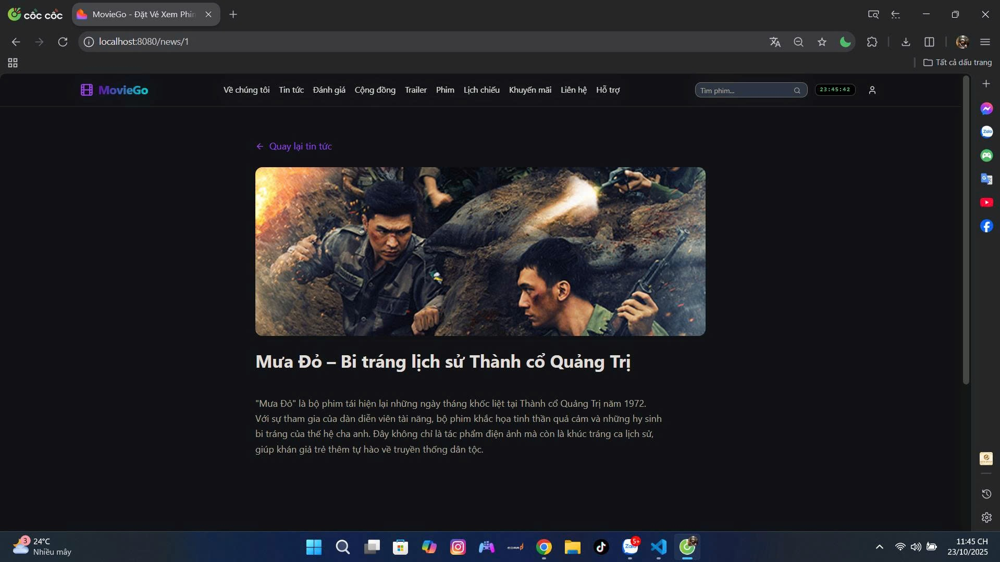 cốc cốc
MovieGo - Đặt Vé Xem Phim
localhost:8080/news/1
Tất cả dấu trang
MovieGo
Về chúng tôi
Tin tức
Đánh giá
Cộng đồng
Trailer
Phim
Lịch chiếu
Khuyến mãi
Liên hệ
Hỗ trợ
Tìm phim...
23:45:42
Zalo
Quay lại tin tức
Mưa Đỏ – Bi tráng lịch sử Thành cổ Quảng Trị
"Mưa Đỏ" là bộ phim tái hiện lại những ngày tháng khốc liệt tại Thành cổ Quảng Trị năm 1972.
Với sự tham gia của dàn diễn viên tài năng, bộ phim khắc họa tinh thần quả cảm và những hy sinh
bi tráng của thế hệ cha anh. Đây không chỉ là tác phẩm điện ảnh mà còn là khúc tráng ca lịch sử,
giúp khán giả trẻ thêm tự hào về truyền thống dân tộc.
3
24°C
Nhiều mây
Zalo
5+
11:45 CH
23/10/2025